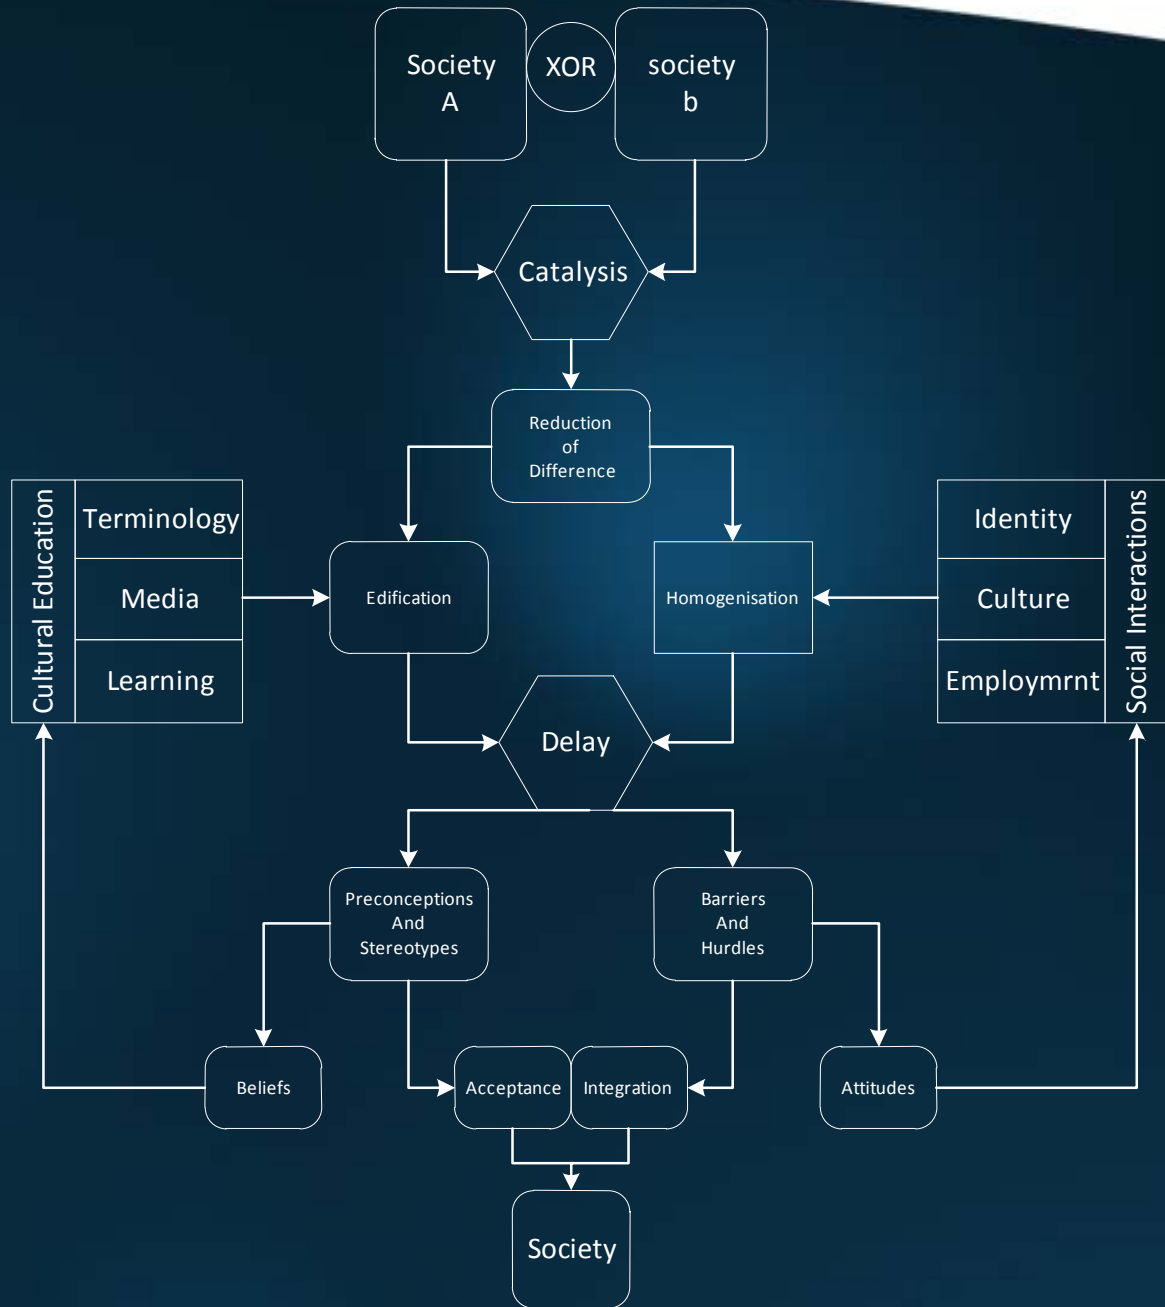 Society
A
XOR
society
b
Catalysis
Reduction
of
Difference
Cultural Education
Terminology
Media
Learning
Edification
Homogenisation
Identity
Culture
Employmrnt
Social Interactions
Delay
Preconceptions
And
Stereotypes
Barriers
And
Hurdles
Beliefs
Acceptance
Integration
Attitudes
Society